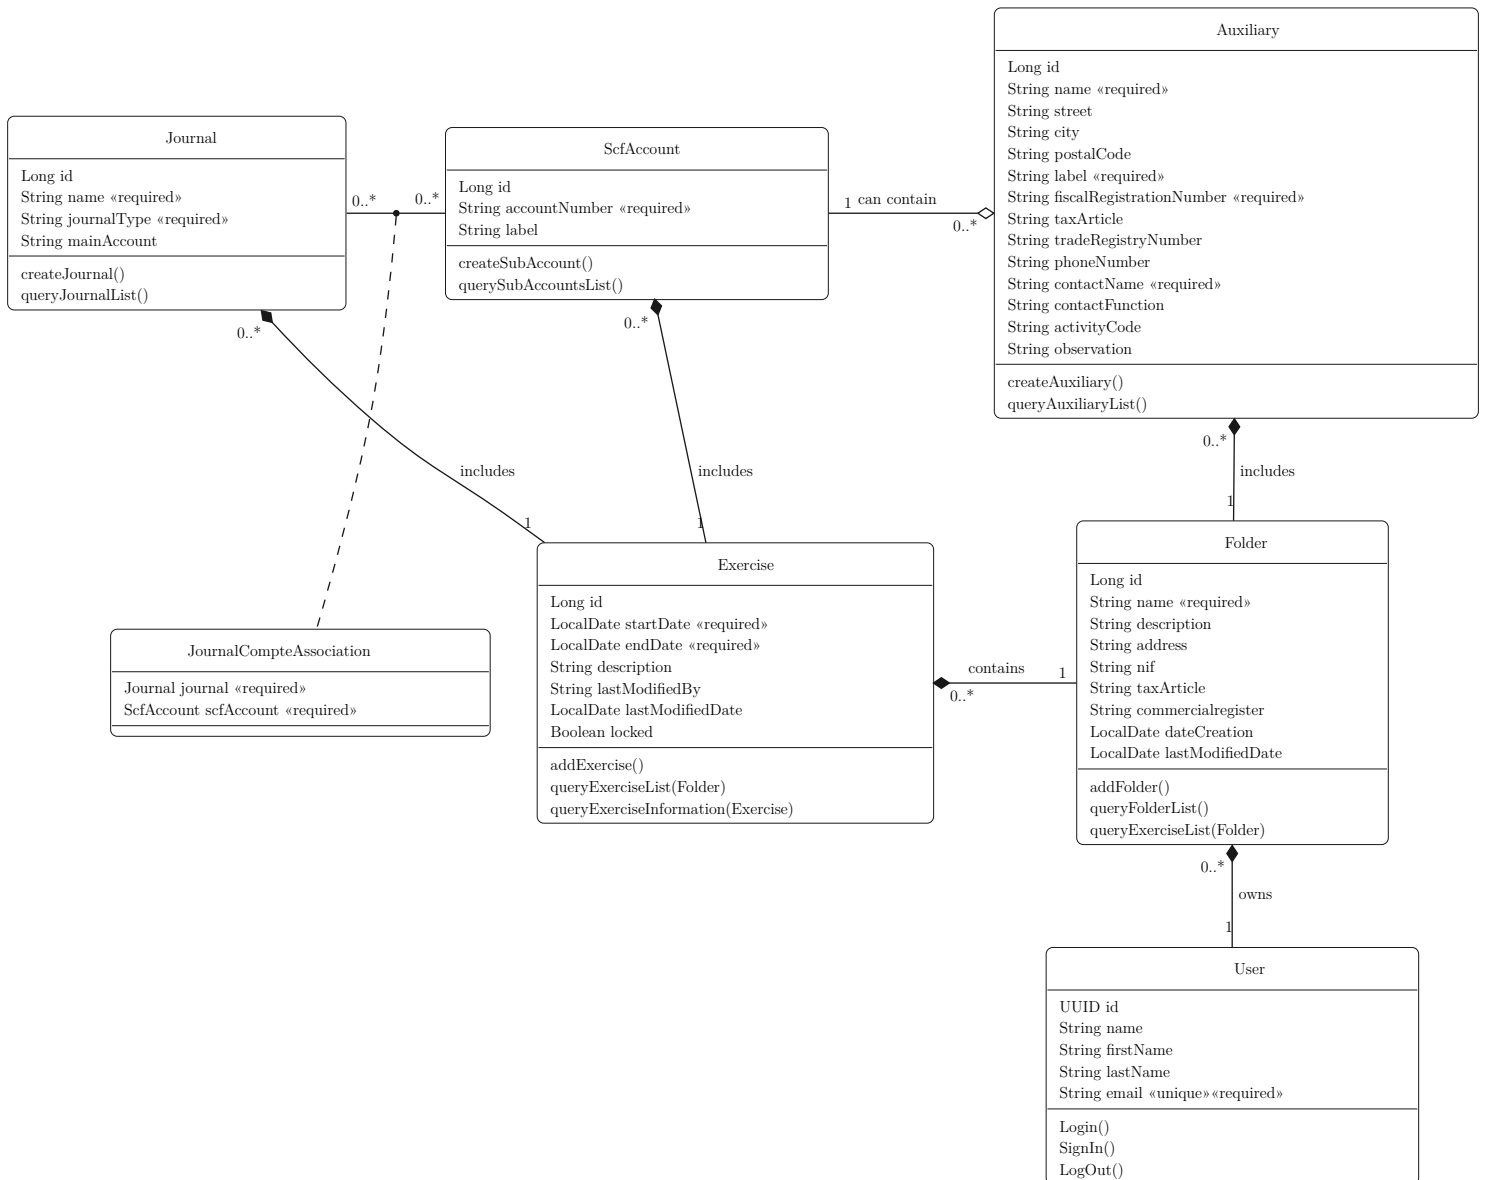 Auxiliary
Long id
String name «required»
String street
String city
String postalCode
String label «required»
String fiscalRegistrationNumber «required»
String taxArticle
String tradeRegistryNumber
String phoneNumber
String contactName «required»
String contactFunction
String activityCode
String observation
createAuxiliary()
queryAuxiliaryList()
Journal
Long id
String name «required»
String journalType «required»
String mainAccount
createJournal()
queryJournalList()
0..*
0..*
ScfAccount
Long id
String accountNumber «required»
String label
createSubAccount()
querySubAccountsList()
1 can contain
0..*
0..*
includes
1
0..*
includes
1
0..*
includes
1
Exercise
Long id
LocalDate startDate «required»
LocalDate endDate «required»
String description
String lastModifiedBy
LocalDate lastModifiedDate
Boolean locked
addExercise()
queryExerciseList(Folder)
queryExerciseInformation(Exercise)
contains
1
0..*
Folder
Long id
String name «required»
String description
String address
String nif
String taxArticle
String commercialregister
LocalDate dateCreation
LocalDate lastModifiedDate
addFolder()
queryFolderList()
queryExerciseList(Folder)
JournalCompteAssociation
Journal journal «required»
ScfAccount scfAccount «required»
0..*
owns
1
User
UUID id
String name
String firstName
String lastName
String email «unique»«required»
Login()
SignIn()
LogOut()